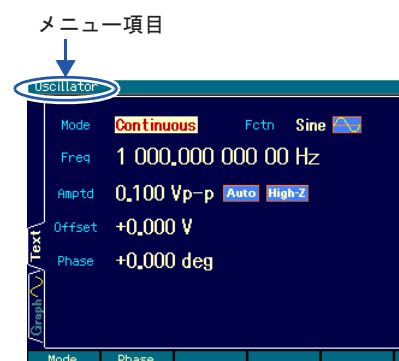 メニュー項目
Oscillator
Mode Continuous Fctn Sine
Freq 1 000.000 000 00 Hz
Amptd 0.100 Vp-p Auto High-Z
Offset +0.000 V
Phase +0.000 deg
Text
Graph
Mode Phase